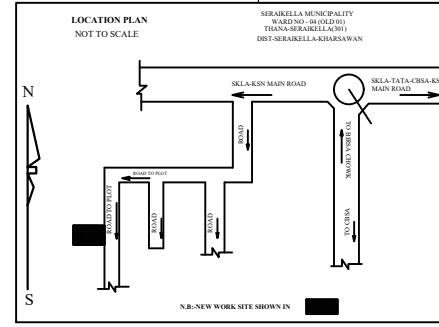 LOCATION PLAN
NOT TO SCALE
SERAIKELLA MUNICIPALITY
WARD NO - 04 (OLD 01)
THANA-SERAIKELLA(301)
DIST-SERAIKELLA-KHARSAWAN
SKLA-KSN MAIN ROAD
SKLA-TATA-CBSA-KS
MAIN ROAD
N
ROAD
TO BIRSA CHOWK
ROAD TO PLOT
ROAD TO PLOT
ROAD
ROAD
TO CBSA
S
N.B:-NEW WORK SITE SHOWN IN